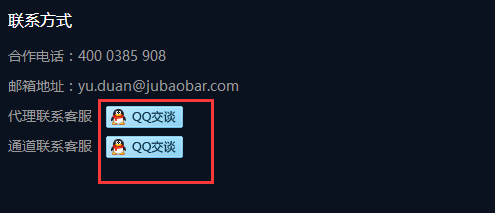 联系方式
合作电话：400 0385 908
邮箱地址：yu.duan@jubaobar.com
代理联系客服 QQ交谈
通道联系客服 QQ交谈